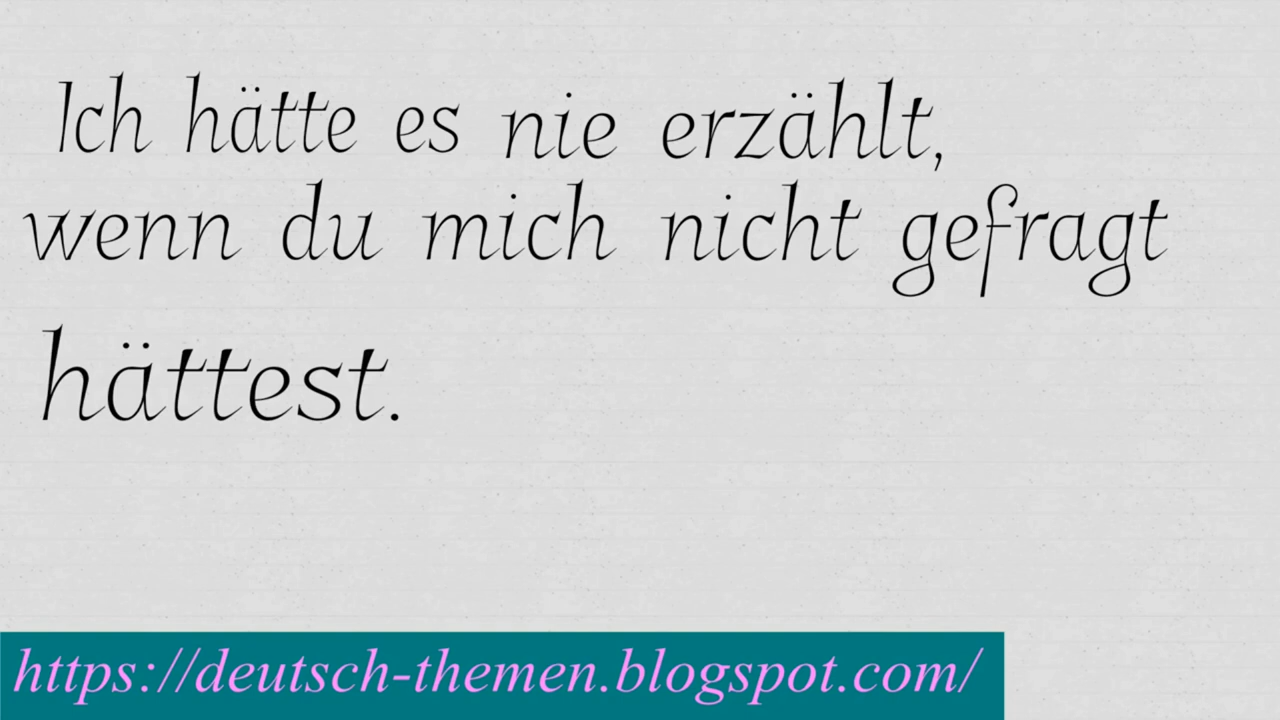 Ich hätte es nie erzählt,
wenn du mich nicht gefragt
hättest.
https://deutsch-themen.blogspot.com/